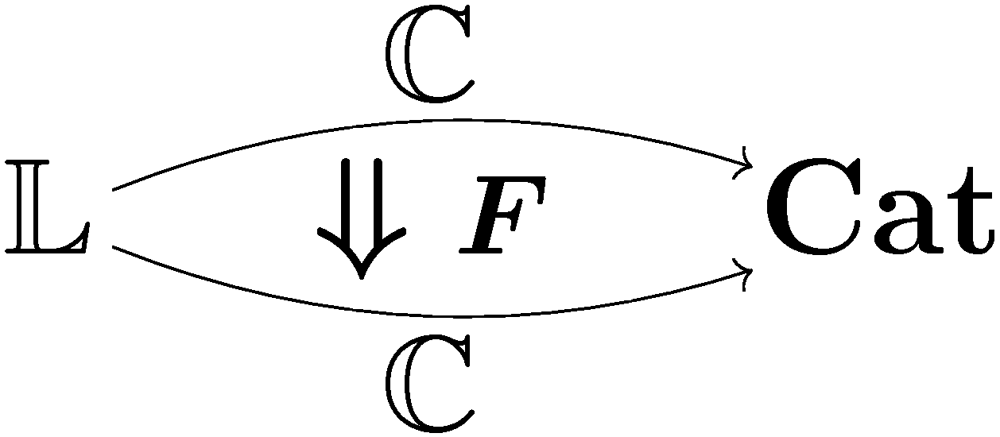 ℂ
𝕃 ⇓ F Cat
ℂ